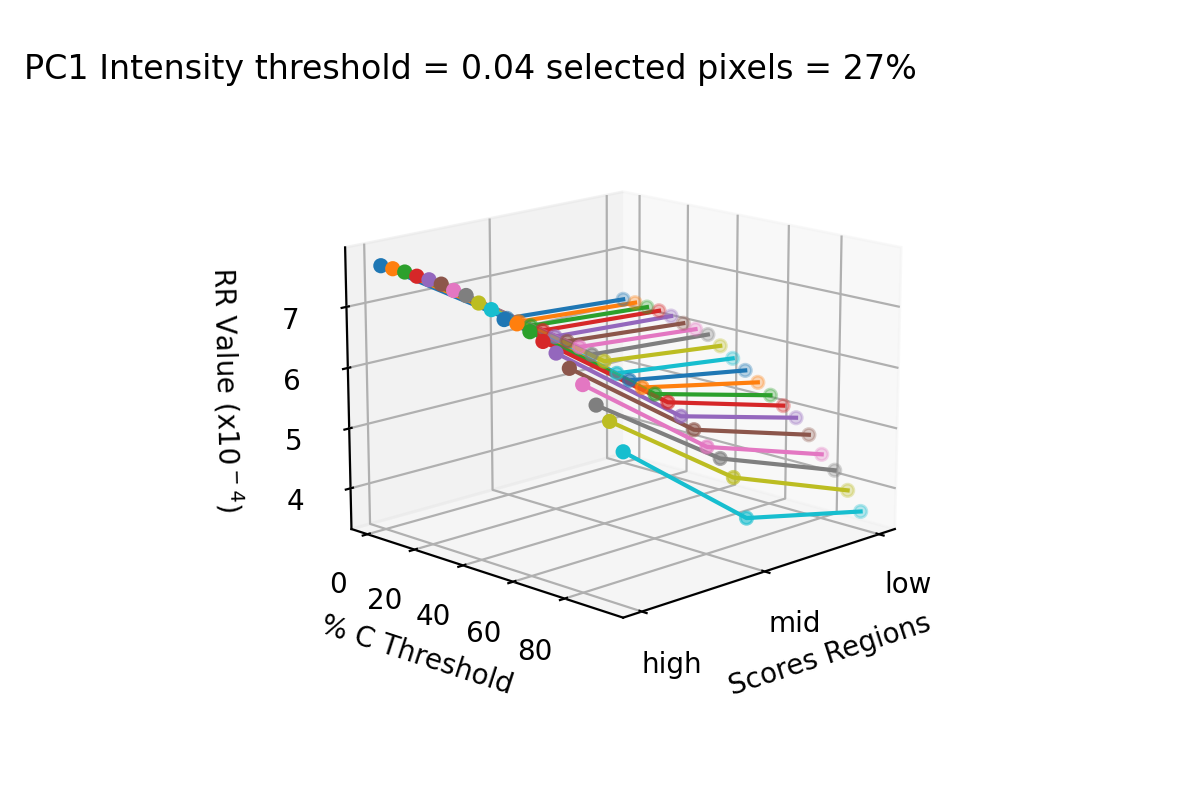 PC1 Intensity threshold = 0.04 selected pixels = 27%
RR Value (x10⁻⁴)
7
6
5
4
0
20
40
60
80
% C Threshold
high
mid
low
Scores Regions